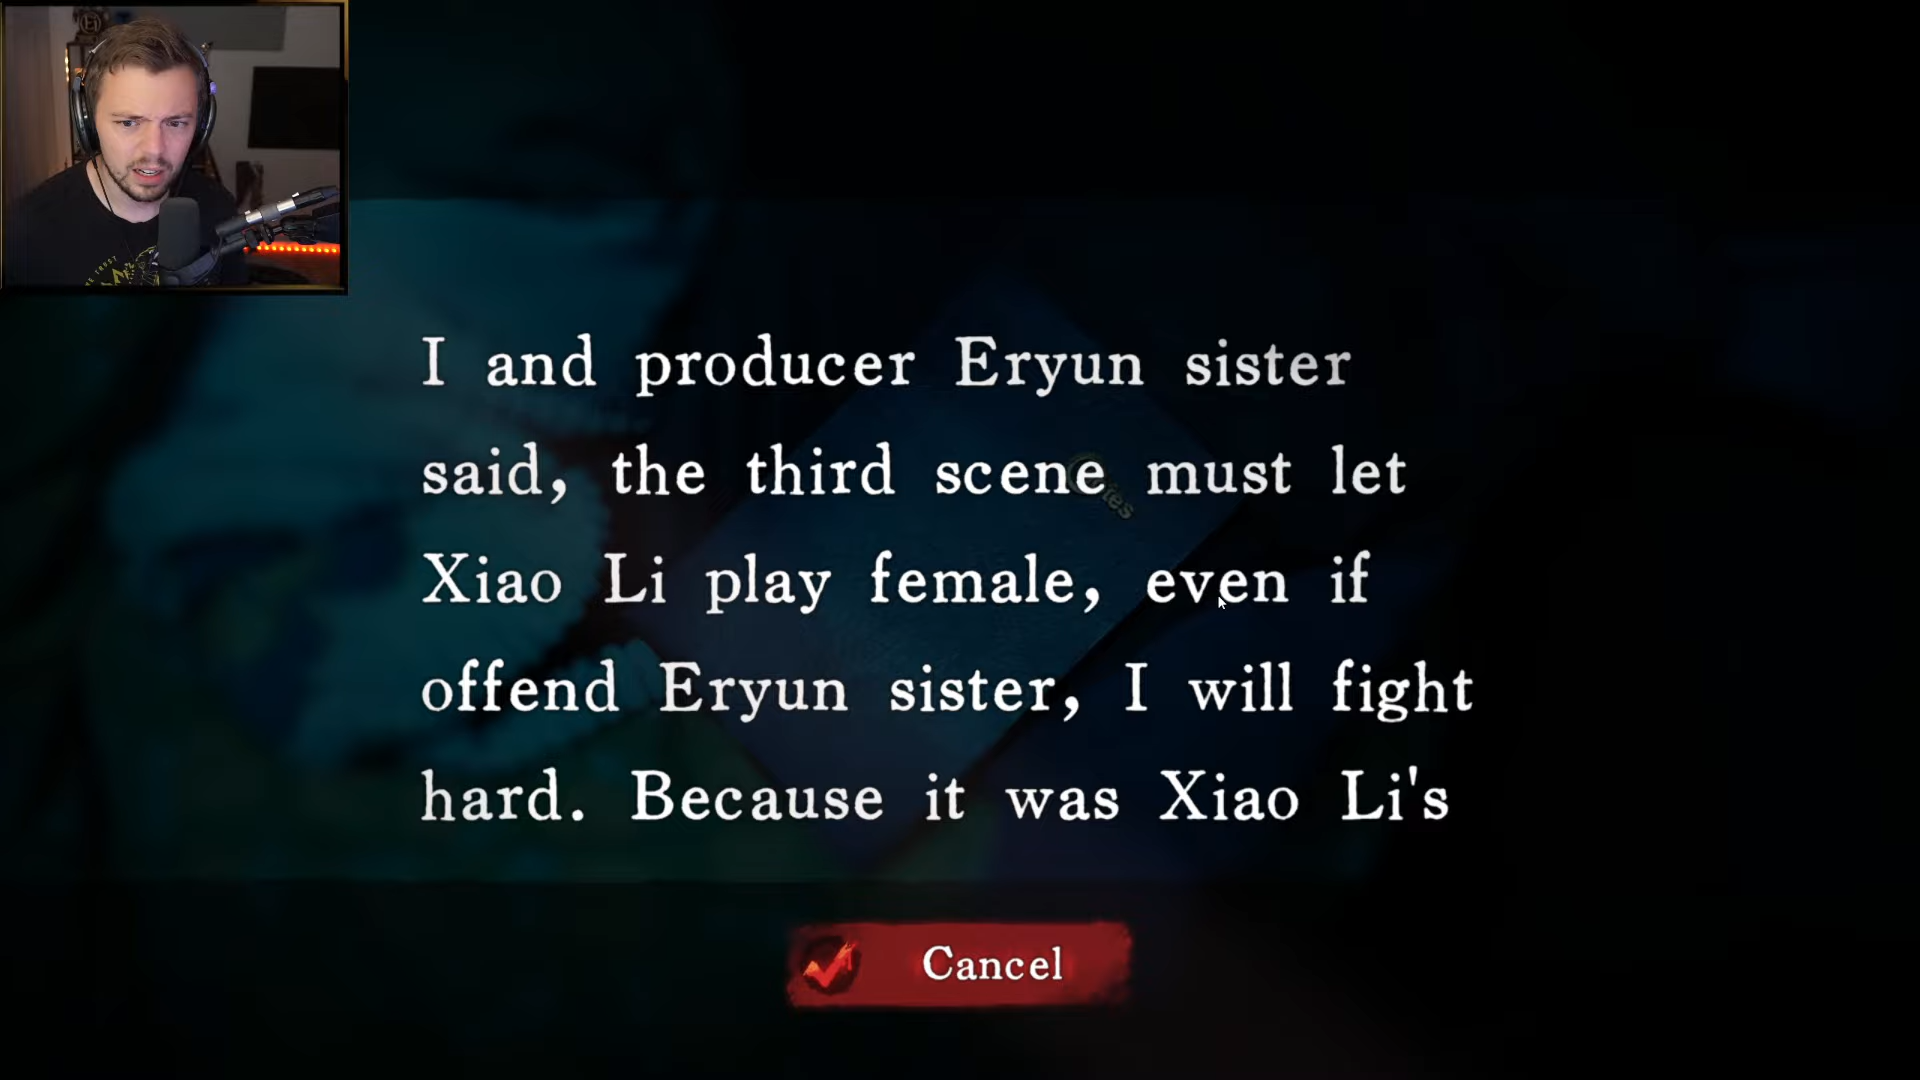 I and producer Eryun sister
said, the third scene must let
Xiao Li play female, even if
offend Eryun sister, I will fight
hard. Because it was Xiao Li's
Cancel